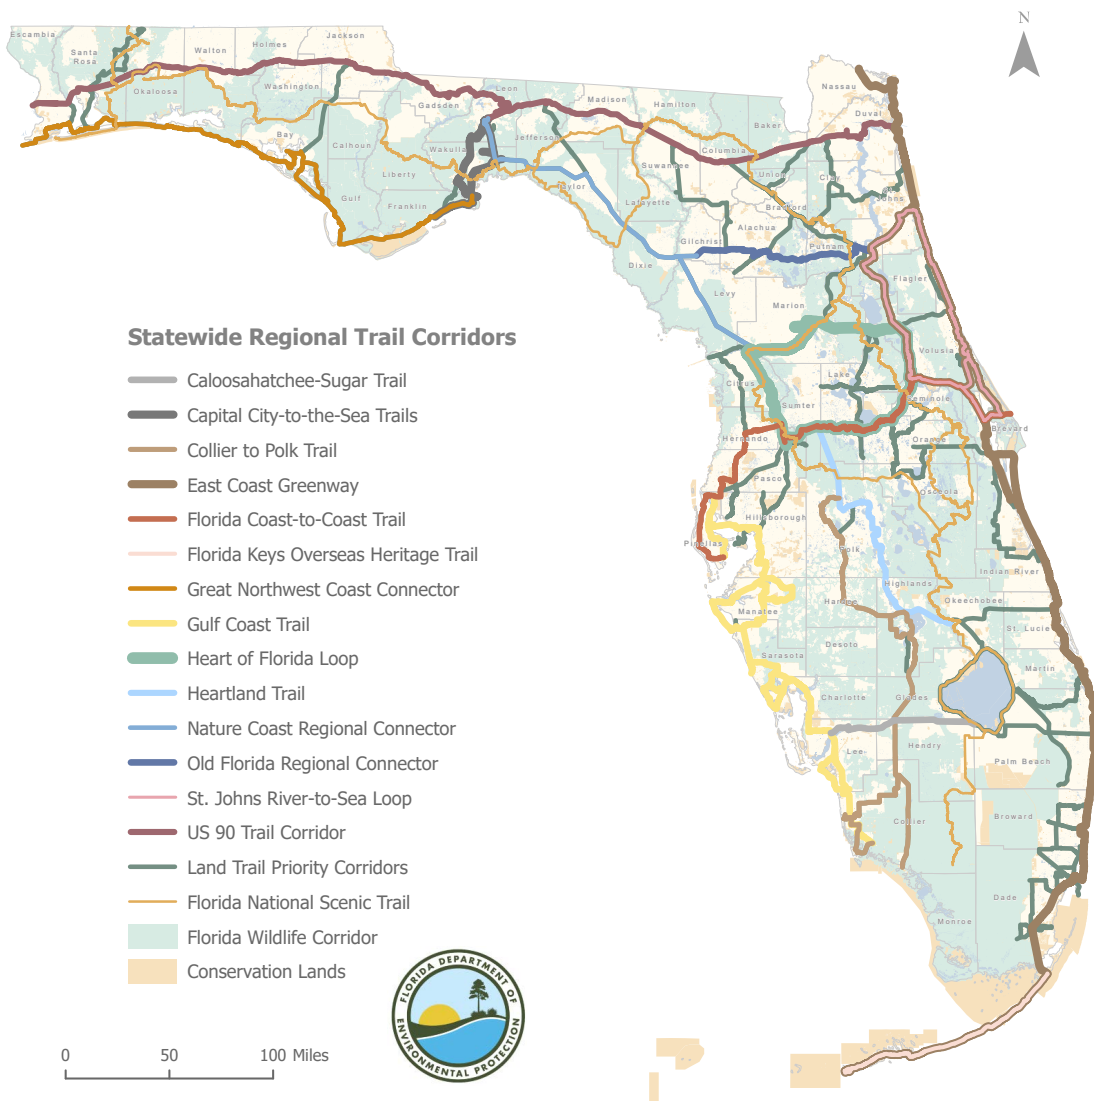 N
Escambia
Santa
Rosa
Okaloosa
Walton
Holmes
Jackson
Washington
Bay
Calhoun
Gulf
Liberty
Franklin
Gadsden
Leon
Wakulla
Jefferson
Madison
Taylor
Hamilton
Suwannee
Lafayette
Dixie
Columbia
Baker
Nassau
Duval
Union
Bradford
Clay
St. Johns
Gilchrist
Alachua
Putnam
Flagler
Levy
Marion
Volusia
Citrus
Sumter
Lake
Seminole
Hernando
Orange
Brevard
Pasco
Osceola
Hillsborough
Pinellas
Polk
Indian River
Manatee
Hardee
Highlands
Okeechobee
St. Lucie
Sarasota
Desoto
Martin
Charlotte
Glades
Lee
Hendry
Palm Beach
Collier
Broward
Monroe
Dade
Statewide Regional Trail Corridors
Caloosahatchee-Sugar Trail
Capital City-to-the-Sea Trails
Collier to Polk Trail
East Coast Greenway
Florida Coast-to-Coast Trail
Florida Keys Overseas Heritage Trail
Great Northwest Coast Connector
Gulf Coast Trail
Heart of Florida Loop
Heartland Trail
Nature Coast Regional Connector
Old Florida Regional Connector
St. Johns River-to-Sea Loop
US 90 Trail Corridor
Land Trail Priority Corridors
Florida National Scenic Trail
Florida Wildlife Corridor
Conservation Lands
FLORIDA DEPARTMENT OF
ENVIRONMENTAL PROTECTION
0 50 100 Miles